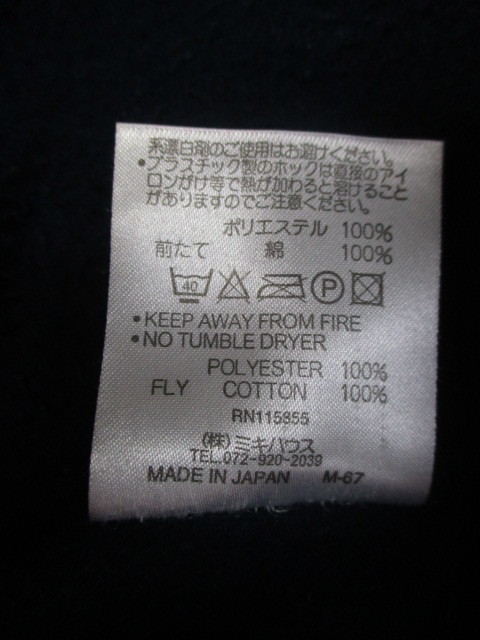 系漂白剤のご使用はお避けください。
•プラスチック製のホックは直接のアイ
ロンがけ等で熱が加わると溶けること
がありますのでご注意ください。
ポリエステル 100%
前たて 綿 100%
40 P
•KEEP AWAY FROM FIRE
•NO TUMBLE DRYER
POLYESTER 100%
FLY COTTON 100%
RN115855
(株)ミキハウス
TEL.072-920-2039
MADE IN JAPAN M-67